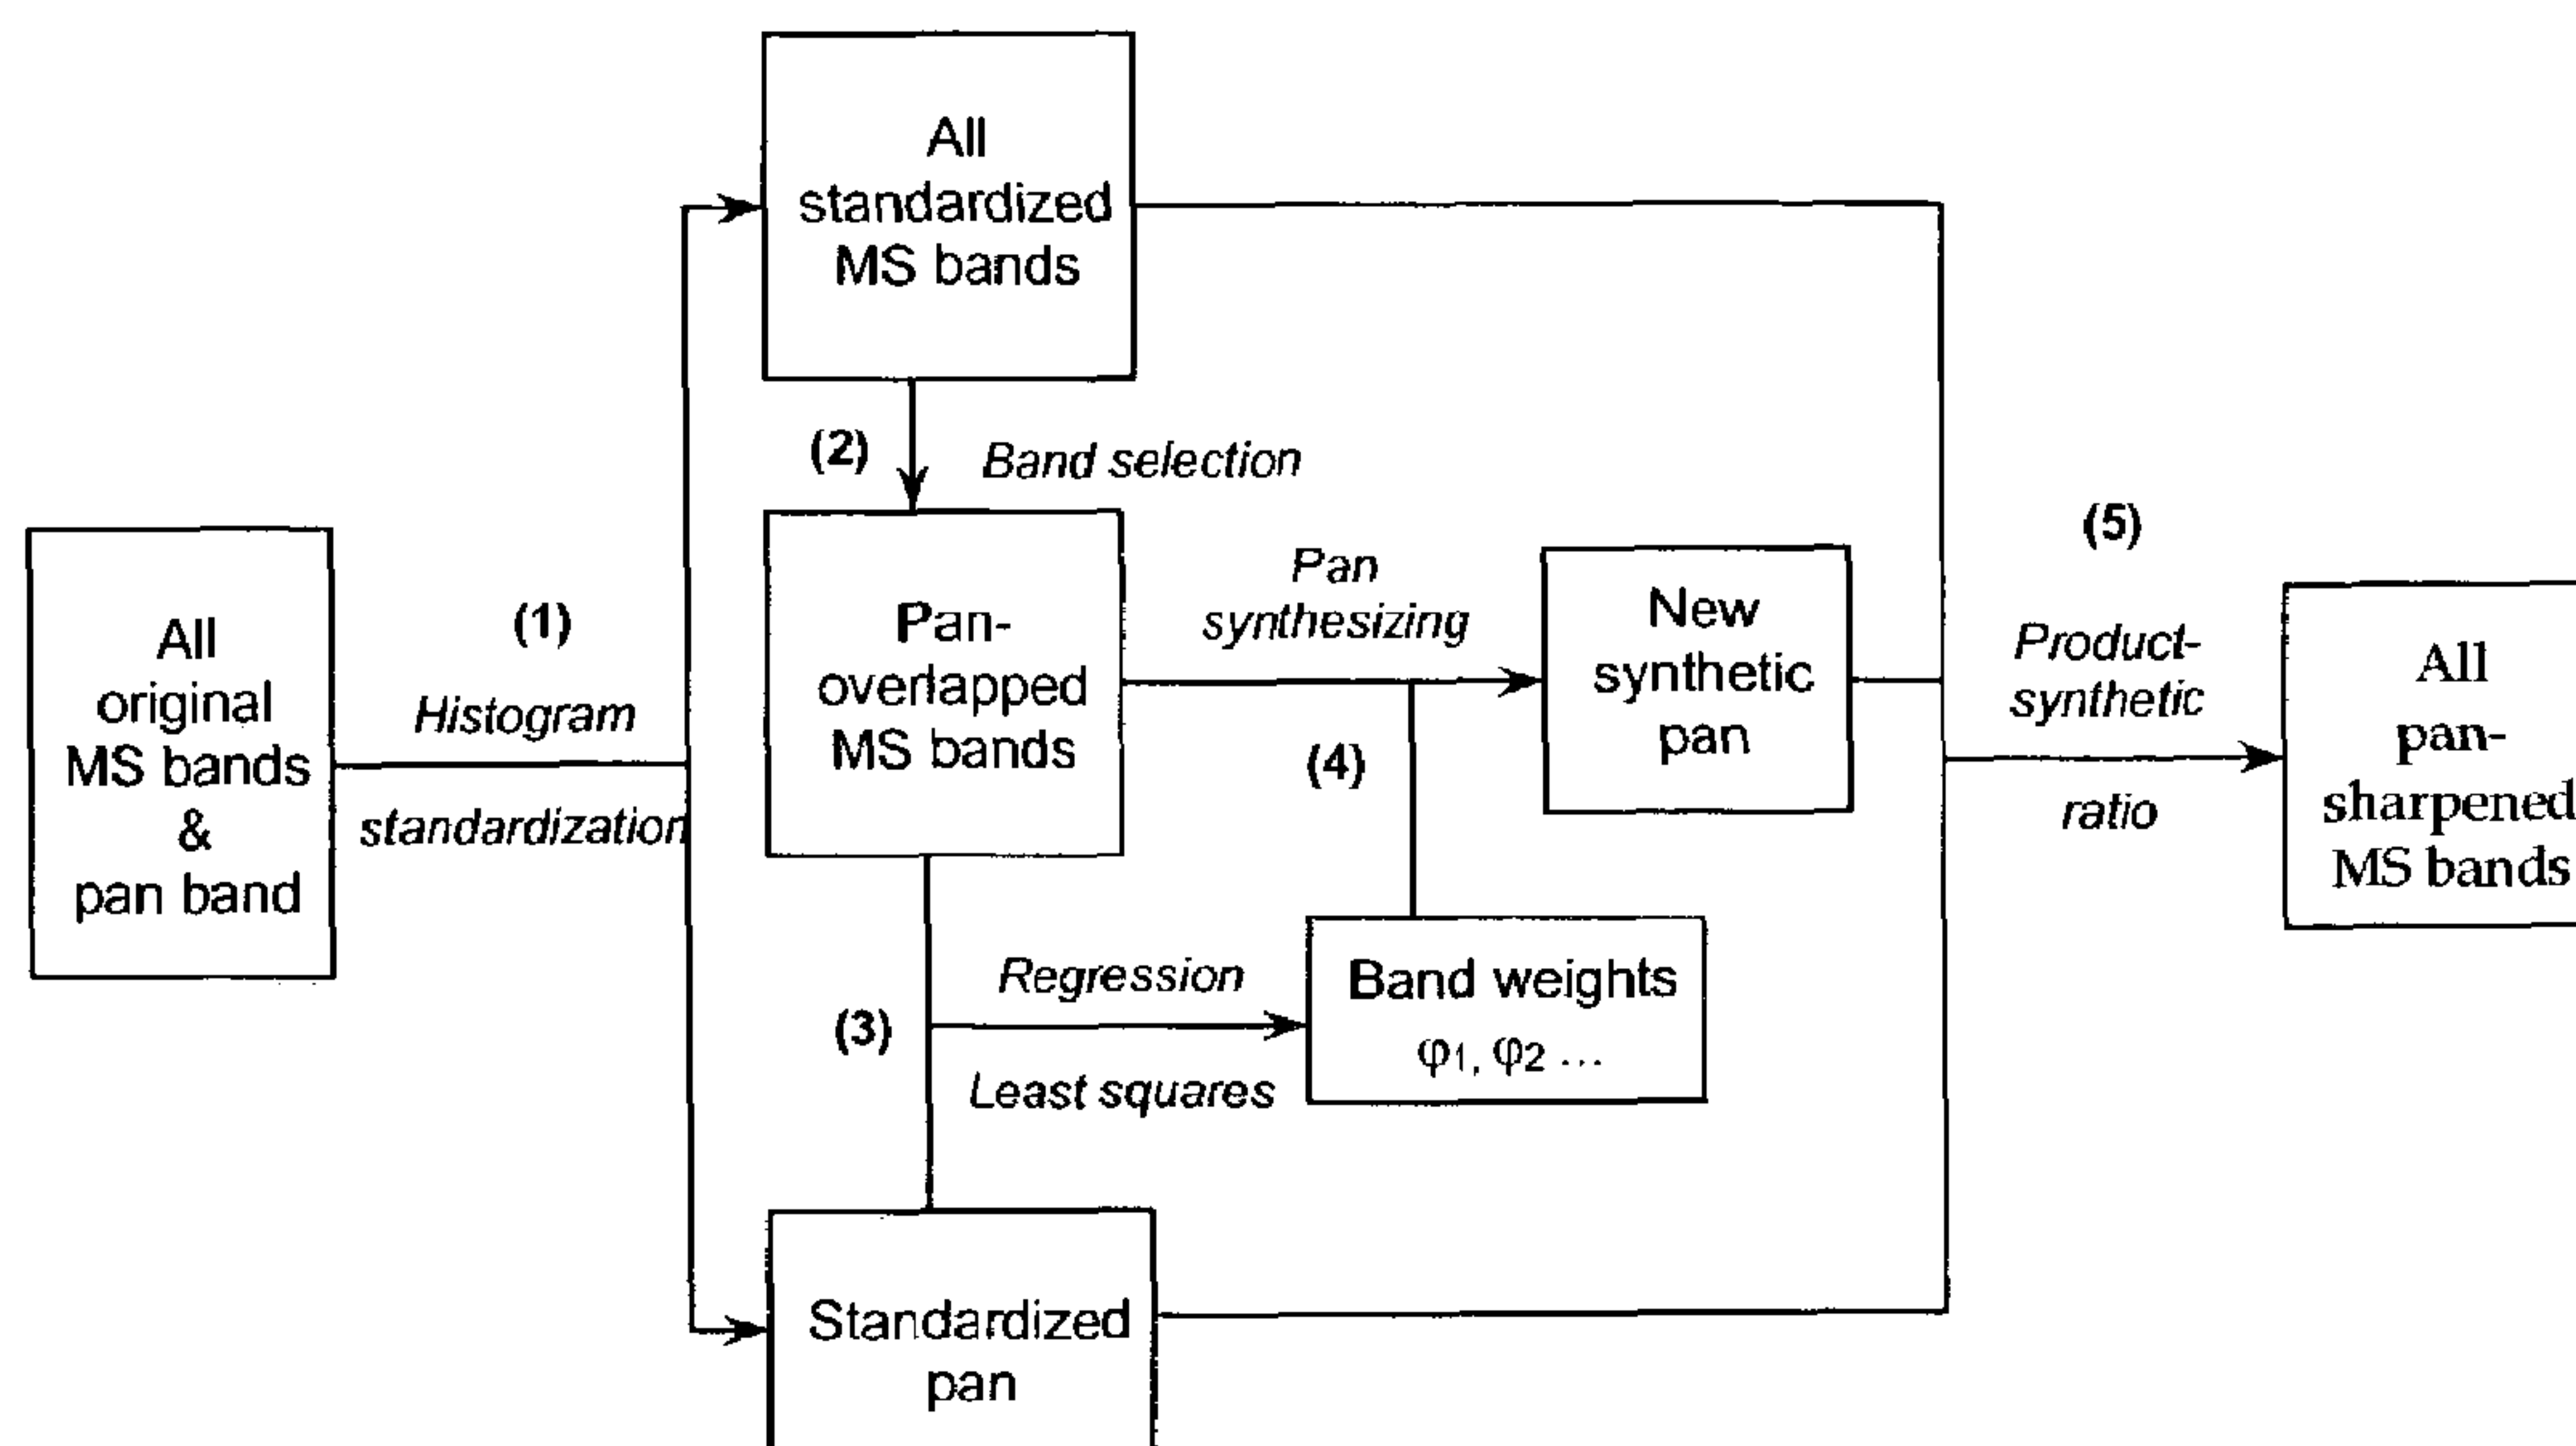 All
original
MS bands
&
pan band
(1)
Histogram
standardization
All
standardized
MS bands
(2)
Band selection
Pan-
overlapped
MS bands
(3)
Regression
Least squares
Standardized
pan
Pan
synthesizing
(4)
Band weights
φ1, φ2 ...
New
synthetic
pan
(5)
Product-
synthetic
ratio
All
pan-
sharpened
MS bands